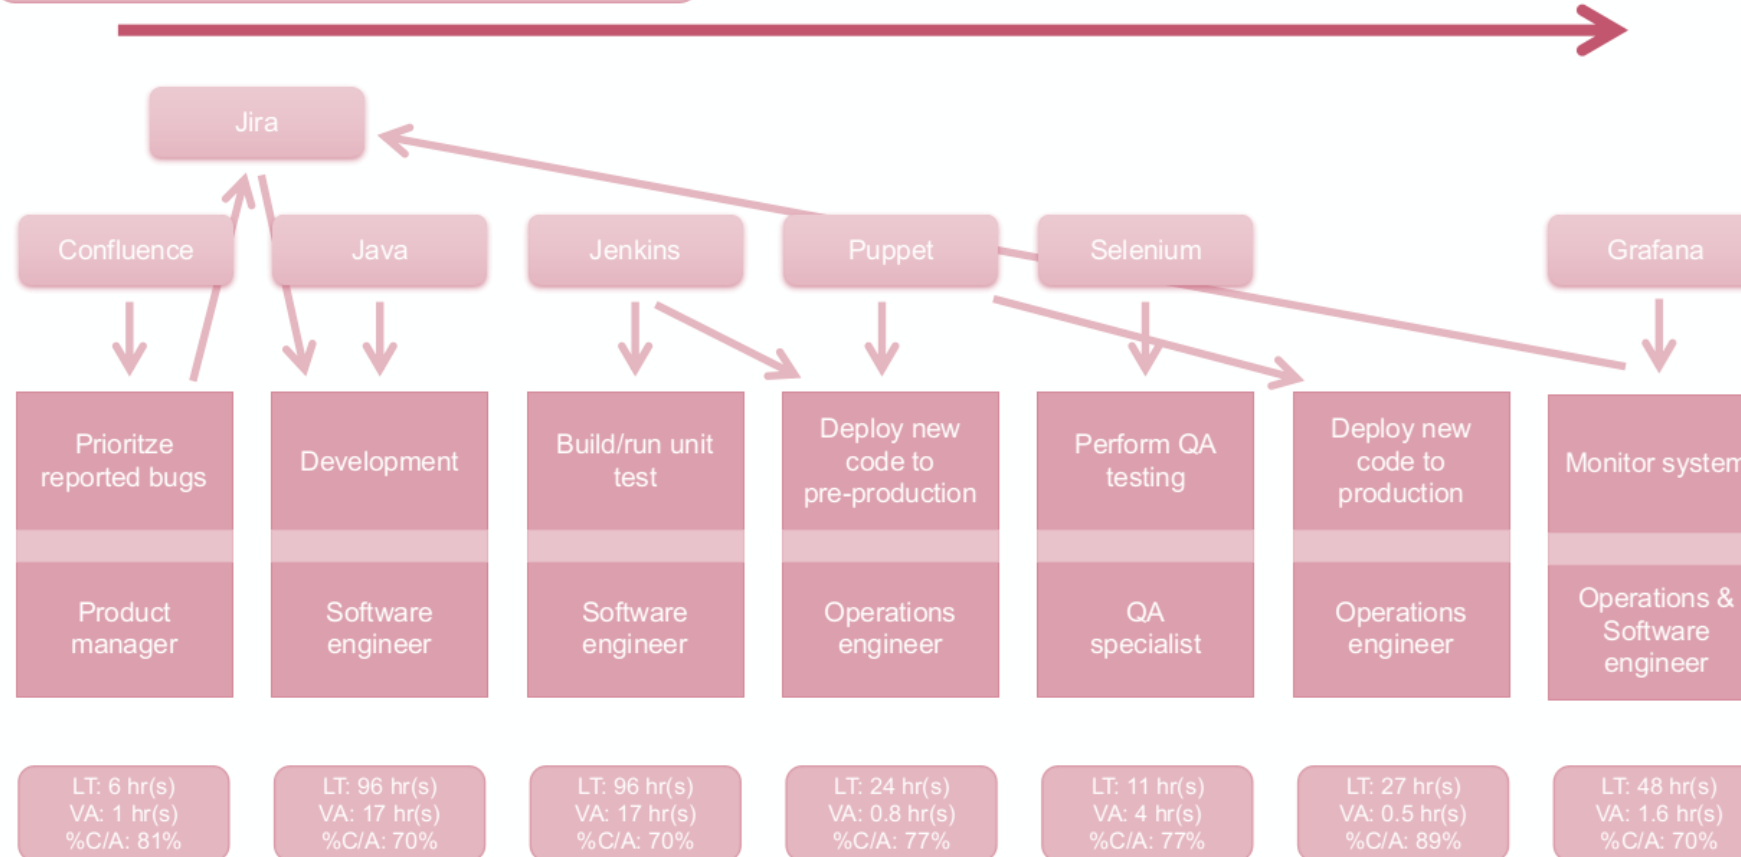 Jira
Confluence
Java
Jenkins
Puppet
Selenium
Grafana
Prioritze
reported bugs
Development
Build/run unit
test
Deploy new
code to
pre-production
Perform QA
testing
Deploy new
code to
production
Monitor system
Product
manager
Software
engineer
Software
engineer
Operations
engineer
QA
specialist
Operations
engineer
Operations &
Software
engineer
LT: 6 hr(s)
VA: 1 hr(s)
%C/A: 81%
LT: 96 hr(s)
VA: 17 hr(s)
%C/A: 70%
LT: 96 hr(s)
VA: 17 hr(s)
%C/A: 70%
LT: 24 hr(s)
VA: 0.8 hr(s)
%C/A: 77%
LT: 11 hr(s)
VA: 4 hr(s)
%C/A: 77%
LT: 27 hr(s)
VA: 0.5 hr(s)
%C/A: 89%
LT: 48 hr(s)
VA: 1.6 hr(s)
%C/A: 70%